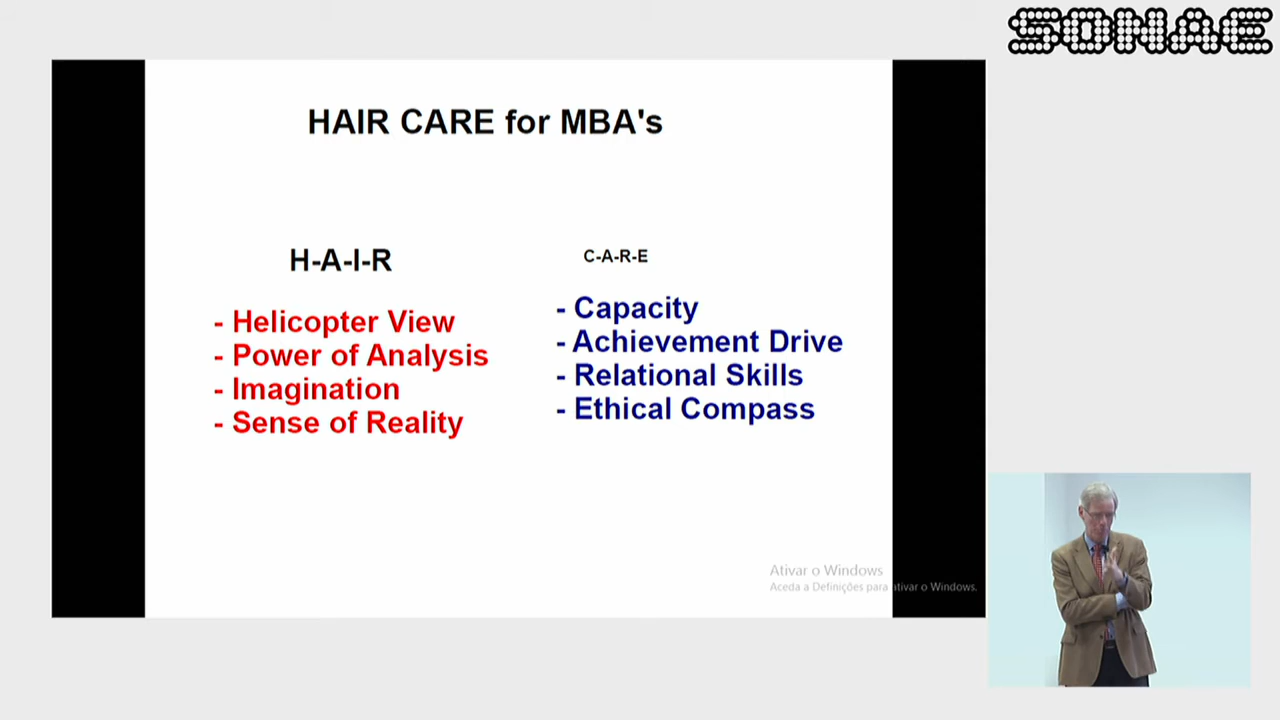 SONAE
HAIR CARE for MBA's
H-A-I-R
- Helicopter View
- Power of Analysis
- Imagination
- Sense of Reality
C-A-R-E
- Capacity
- Achievement Drive
- Relational Skills
- Ethical Compass
Ativar o Windows
Aceda a Definições para ativar o Windows.